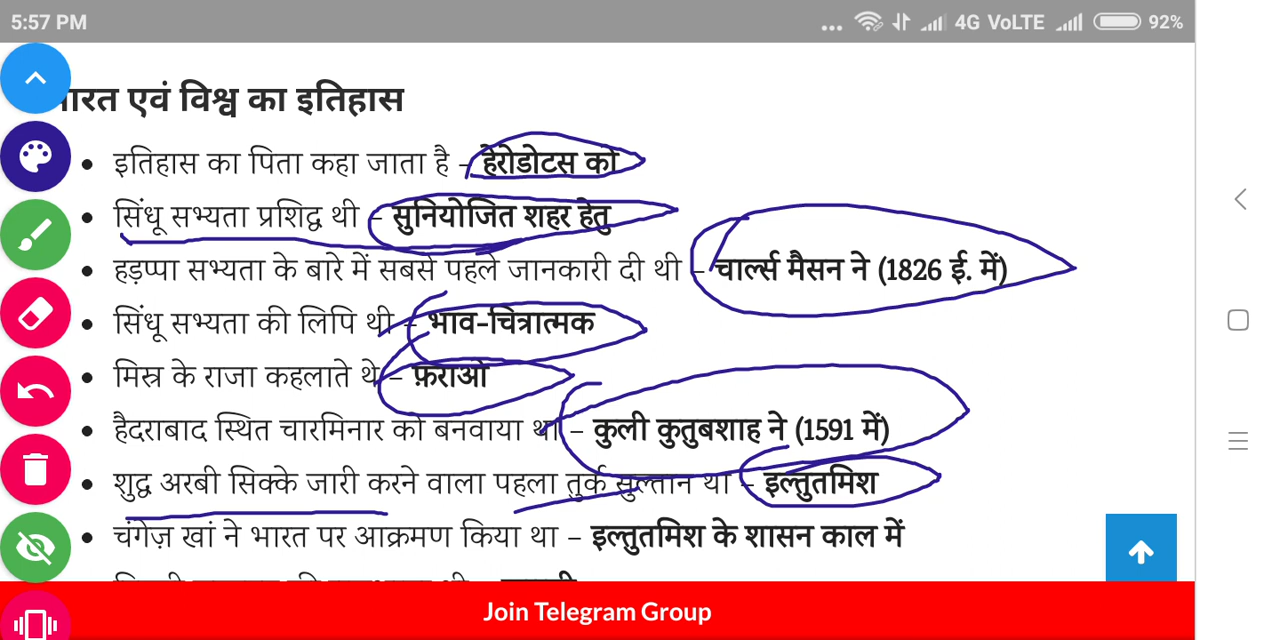 5:57 PM
... 4G VoLTE 92%
भारत एवं विश्व का इतिहास
• इतिहास का पिता कहा जाता है – हेरोडोटस को
• सिंधू सभ्यता प्रशिद्ध थी – सुनियोजित शहर हेतु
• हड़प्पा सभ्यता के बारे में सबसे पहले जानकारी दी थी – चार्ल्स मैसन ने (1826 ई. में)
• सिंधू सभ्यता की लिपि थी – भाव-चित्रात्मक
• मिस्र के राजा कहलाते थे – फ़राओ
• हैदराबाद स्थित चारमिनार को बनवाया था – कुली कुतुबशाह ने (1591 में)
• शुद्ध अरबी सिक्के जारी करने वाला पहला तुर्क सुल्तान था – इल्तुतमिश
• चंगेज़ खां ने भारत पर आक्रमण किया था – इल्तुतमिश के शासन काल में
Join Telegram Group